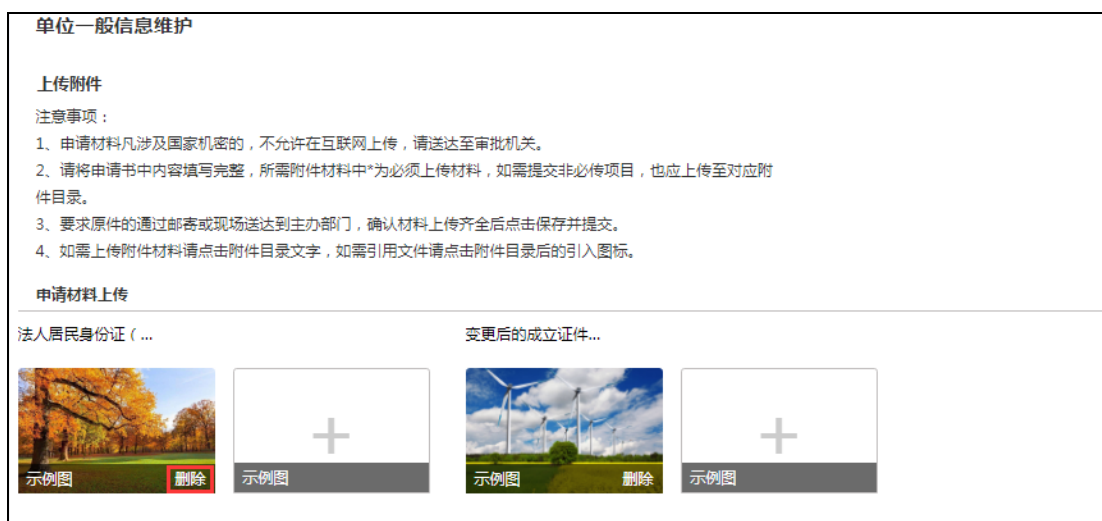 单位一般信息维护
上传附件
注意事项：
1、申请材料凡涉及国家机密的，不允许在互联网上传，请送达至审批机关。
2、请将申请书中内容填写完整，所需附件材料中*为必须上传材料，如需提交非必传项目，也应上传至对应附
件目录。
3、要求原件的通过邮寄或现场送达到主办部门，确认材料上传齐全后点击保存并提交。
4、如需上传附件材料请点击附件目录文字，如需引用文件请点击附件目录后的引入图标。
申请材料上传
法人居民身份证（... 变更后的成立证件...
示例图 删除 示例图 示例图 删除 示例图